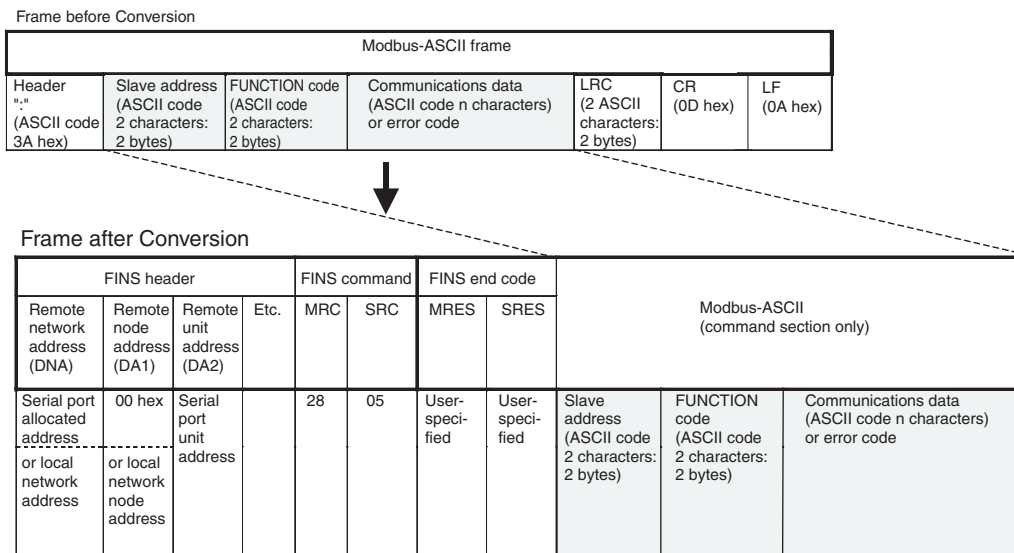 Frame before Conversion
Modbus-ASCII frame
Header
":"
(ASCII code
3A hex)
Slave address
(ASCII code
2 characters:
2 bytes)
FUNCTION code
(ASCII code
2 characters:
2 bytes)
Communications data
(ASCII code n characters)
or error code
LRC
(2 ASCII
characters:
2 bytes)
CR
(0D hex)
LF
(0A hex)
Frame after Conversion
FINS header
FINS command
FINS end code
Modbus-ASCII
(command section only)
Remote
network
address
(DNA)
Remote
node
address
(DA1)
Remote
unit
address
(DA2)
Etc.
MRC
SRC
MRES
SRES
Serial port
allocated
address
or local
network
address
00 hex
or local
network
node
address
Serial
port
unit
address
28
05
User-
speci-
fied
User-
speci-
fied
Slave
address
(ASCII code
2 characters:
2 bytes)
FUNCTION
code
(ASCII code
2 characters:
2 bytes)
Communications data
(ASCII code n characters)
or error code